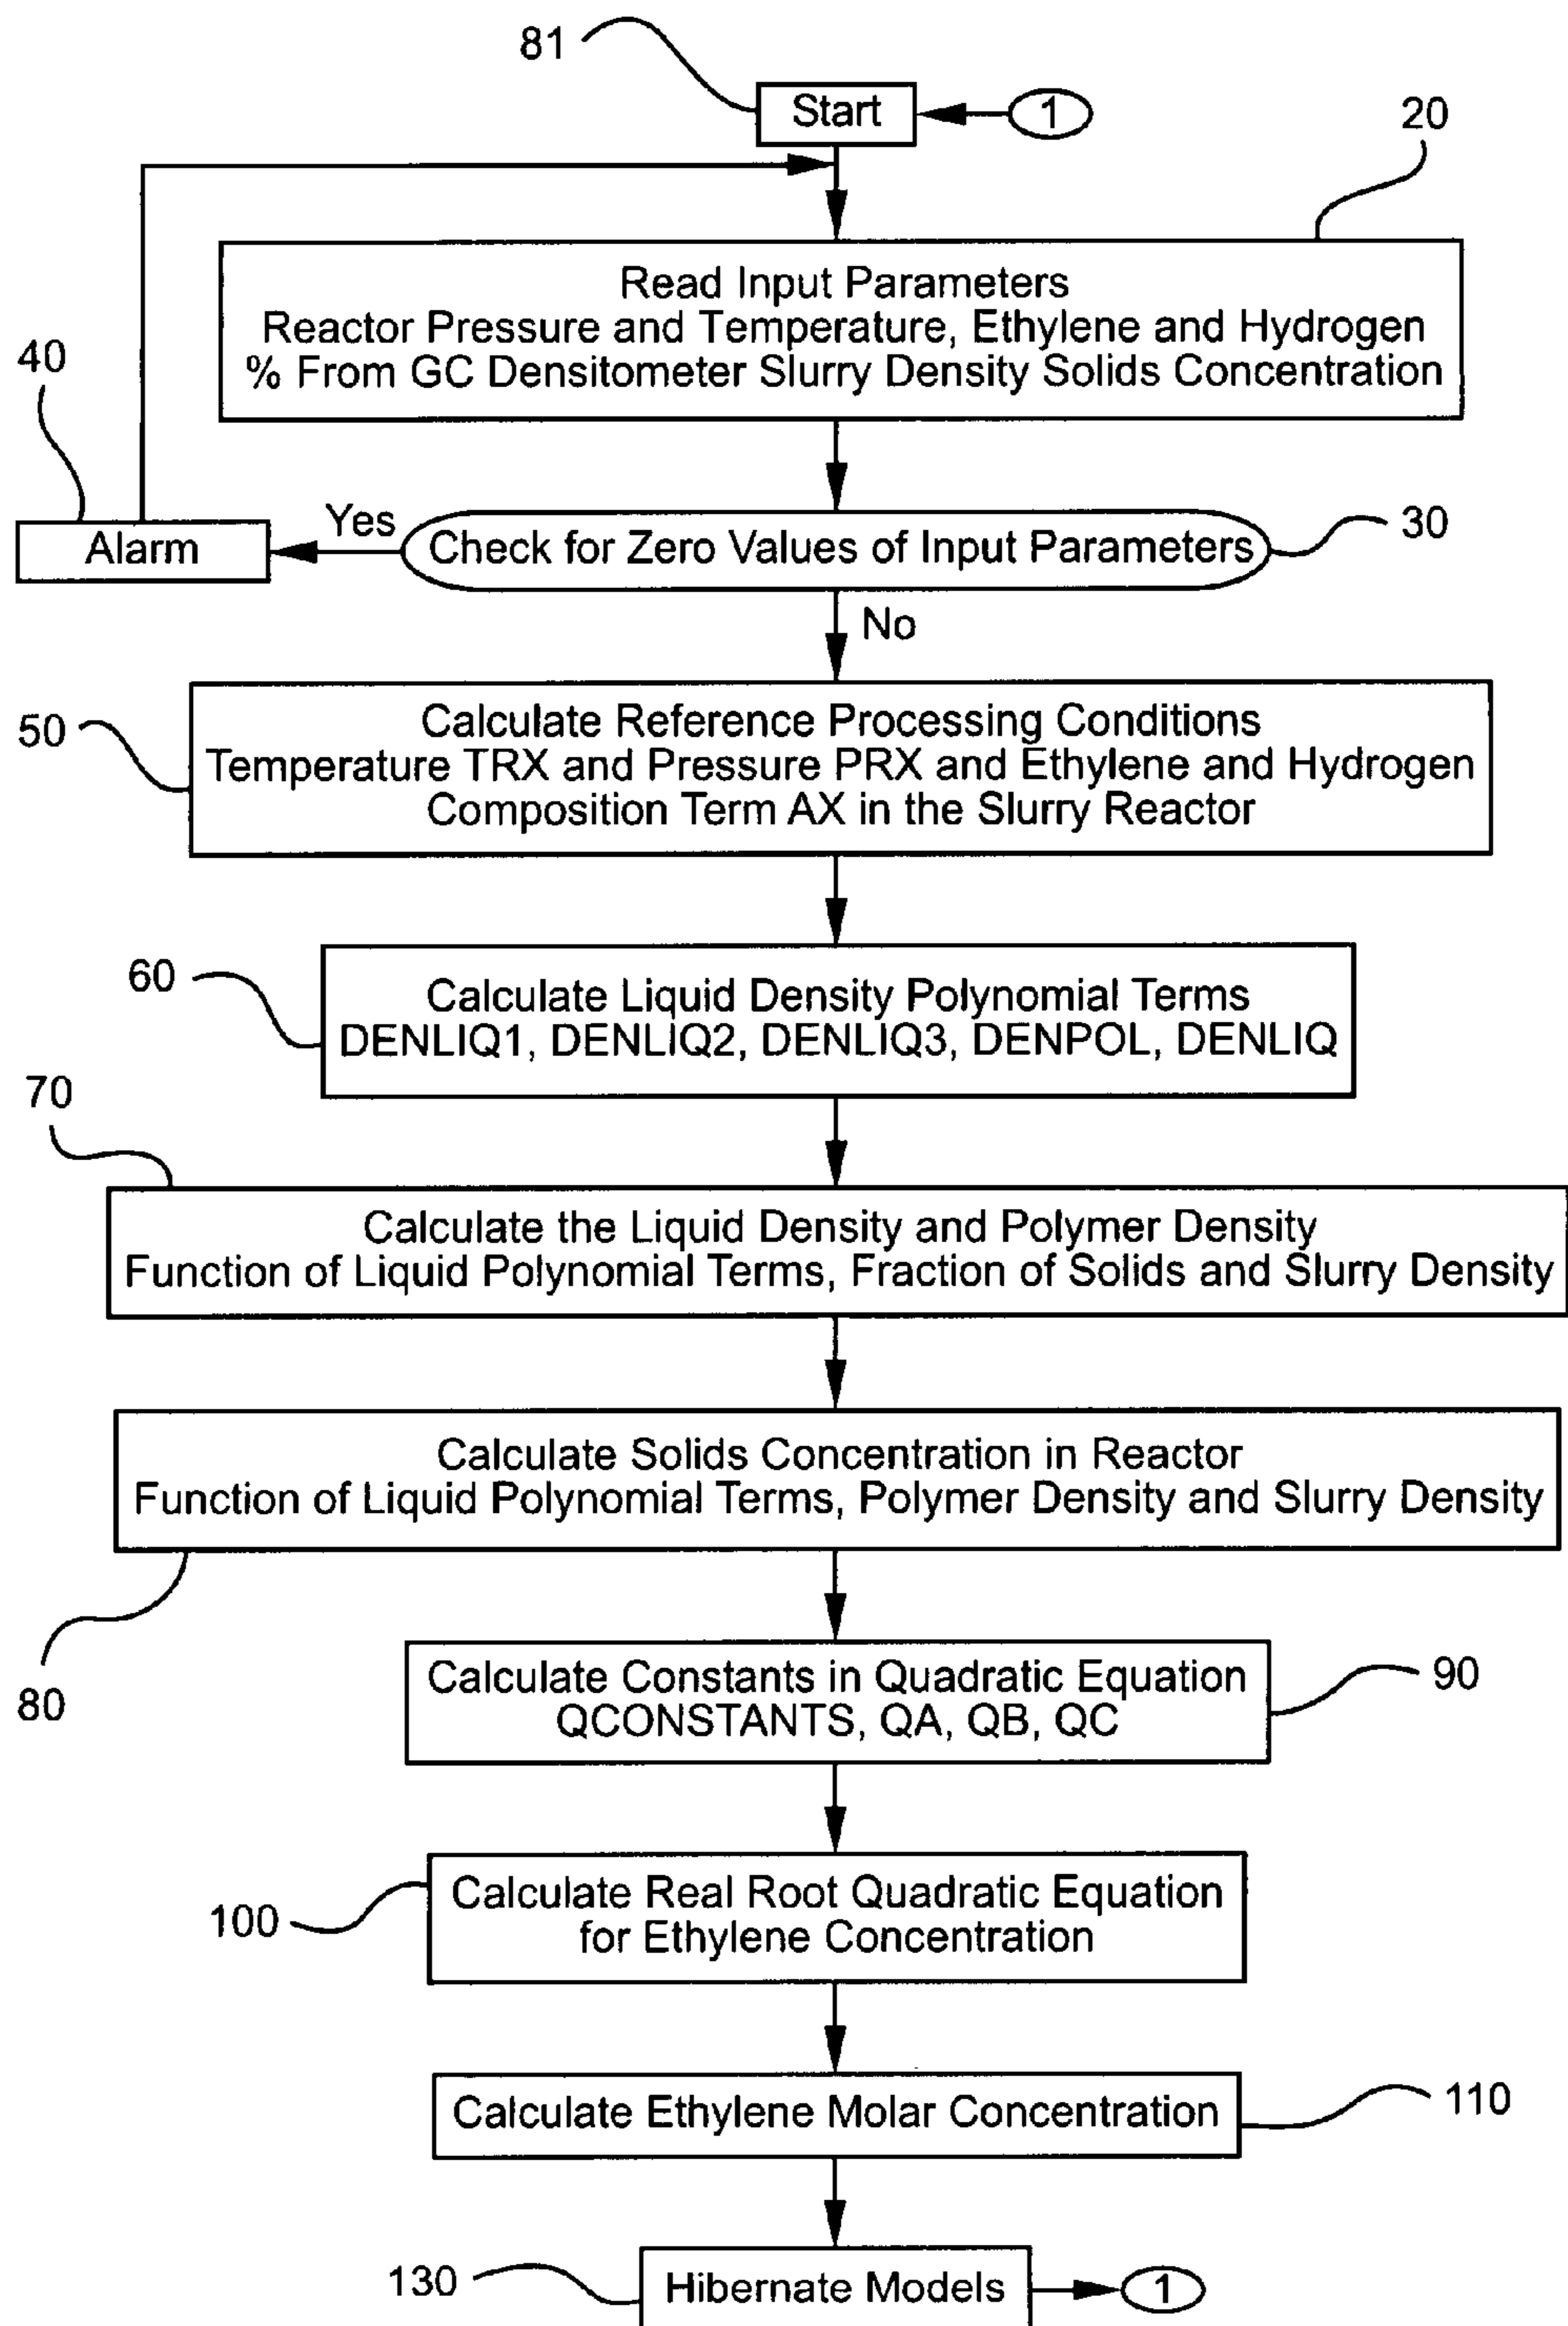 81
Start
1
20
Read Input Parameters
Reactor Pressure and Temperature, Ethylene and Hydrogen
% From GC Densitometer Slurry Density Solids Concentration
40
Alarm
Yes
Check for Zero Values of Input Parameters
30
No
50
Calculate Reference Processing Conditions
Temperature TRX and Pressure PRX and Ethylene and Hydrogen
Composition Term AX in the Slurry Reactor
60
Calculate Liquid Density Polynomial Terms
DENLIQ1, DENLIQ2, DENLIQ3, DENPOL, DENLIQ
70
Calculate the Liquid Density and Polymer Density
Function of Liquid Polynomial Terms, Fraction of Solids and Slurry Density
Calculate Solids Concentration in Reactor
Function of Liquid Polynomial Terms, Polymer Density and Slurry Density
80
Calculate Constants in Quadratic Equation
QCONSTANTS, QA, QB, QC
90
100
Calculate Real Root Quadratic Equation
for Ethylene Concentration
Calculate Ethylene Molar Concentration
110
130
Hibernate Models
1